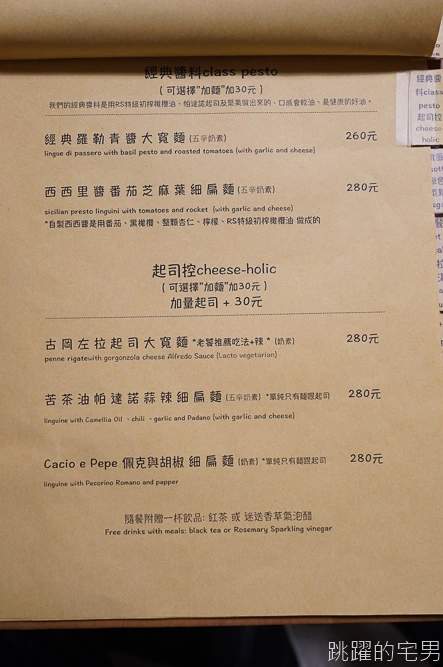 經典醬料class pesto
( 可選擇"加麵"加30元 )
我們的經典醬料是用RS特級初榨橄欖油、帕達諾起司及堅果做出來的，口感會較油、是健康的好油。
經典羅勒青醬大寬麵 (五辛奶素) 260元
lingue di passero with basil pesto and roasted tomatoes (with garlic and cheese)
西西里醬番茄芝麻葉細扁麵 (五辛奶素) 280元
sicilian presto linguini with tomatoes and rocket (with garlic and cheese)
*自製西西醬是用番茄、黑橄欖、整顆杏仁、檸檬、RS特級初榨橄欖油 做成的
起司控cheese-holic
( 可選擇"加麵"加30元 )
加量起司 + 30元
古岡左拉起司大寬麵 *老饕推薦吃法+辣 * (奶素) 280元
penne rigatewith gorgonzola cheese Alfredo Sauce (Lacto vegetarian)
苦茶油帕達諾蒜辣細扁麵 (五辛奶素) *單純只有麵跟起司 280元
linguine with Camellia Oil 、chili 、garlic and Padano (with garlic and cheese)
Cacio e Pepe 佩克與胡椒 細扁麵 (奶素) *單純只有麵跟起司 280元
linguine with Pecorino Romano and papper
隨餐附贈一杯飲品: 紅茶 或 迷迭香草氣泡醋
Free drinks with meals: black tea or Rosemary Sparkling vinegar
經典醬
料class
pesto
起司控
cheese-
holic
跳躍的宅男